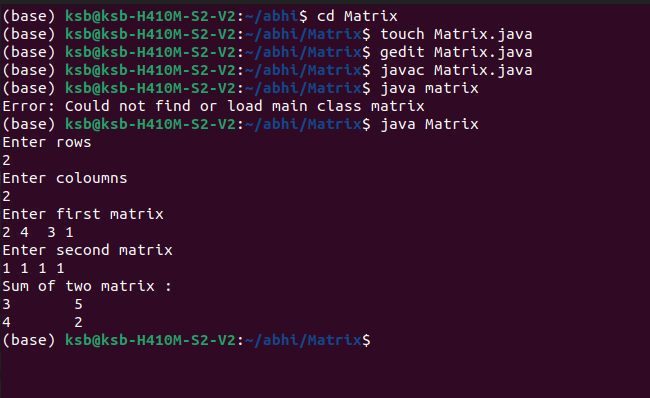 (base) ksb@ksb-H410M-S2-V2:~/abhi$ cd Matrix
(base) ksb@ksb-H410M-S2-V2:~/abhi/Matrix$ touch Matrix.java
(base) ksb@ksb-H410M-S2-V2:~/abhi/Matrix$ gedit Matrix.java
(base) ksb@ksb-H410M-S2-V2:~/abhi/Matrix$ javac Matrix.java
(base) ksb@ksb-H410M-S2-V2:~/abhi/Matrix$ java matrix
Error: Could not find or load main class matrix
(base) ksb@ksb-H410M-S2-V2:~/abhi/Matrix$ java Matrix
Enter rows
2
Enter coloumns
2
Enter first matrix
2 4  3 1
Enter second matrix
1 1 1 1
Sum of two matrix :
3       5
4       2
(base) ksb@ksb-H410M-S2-V2:~/abhi/Matrix$